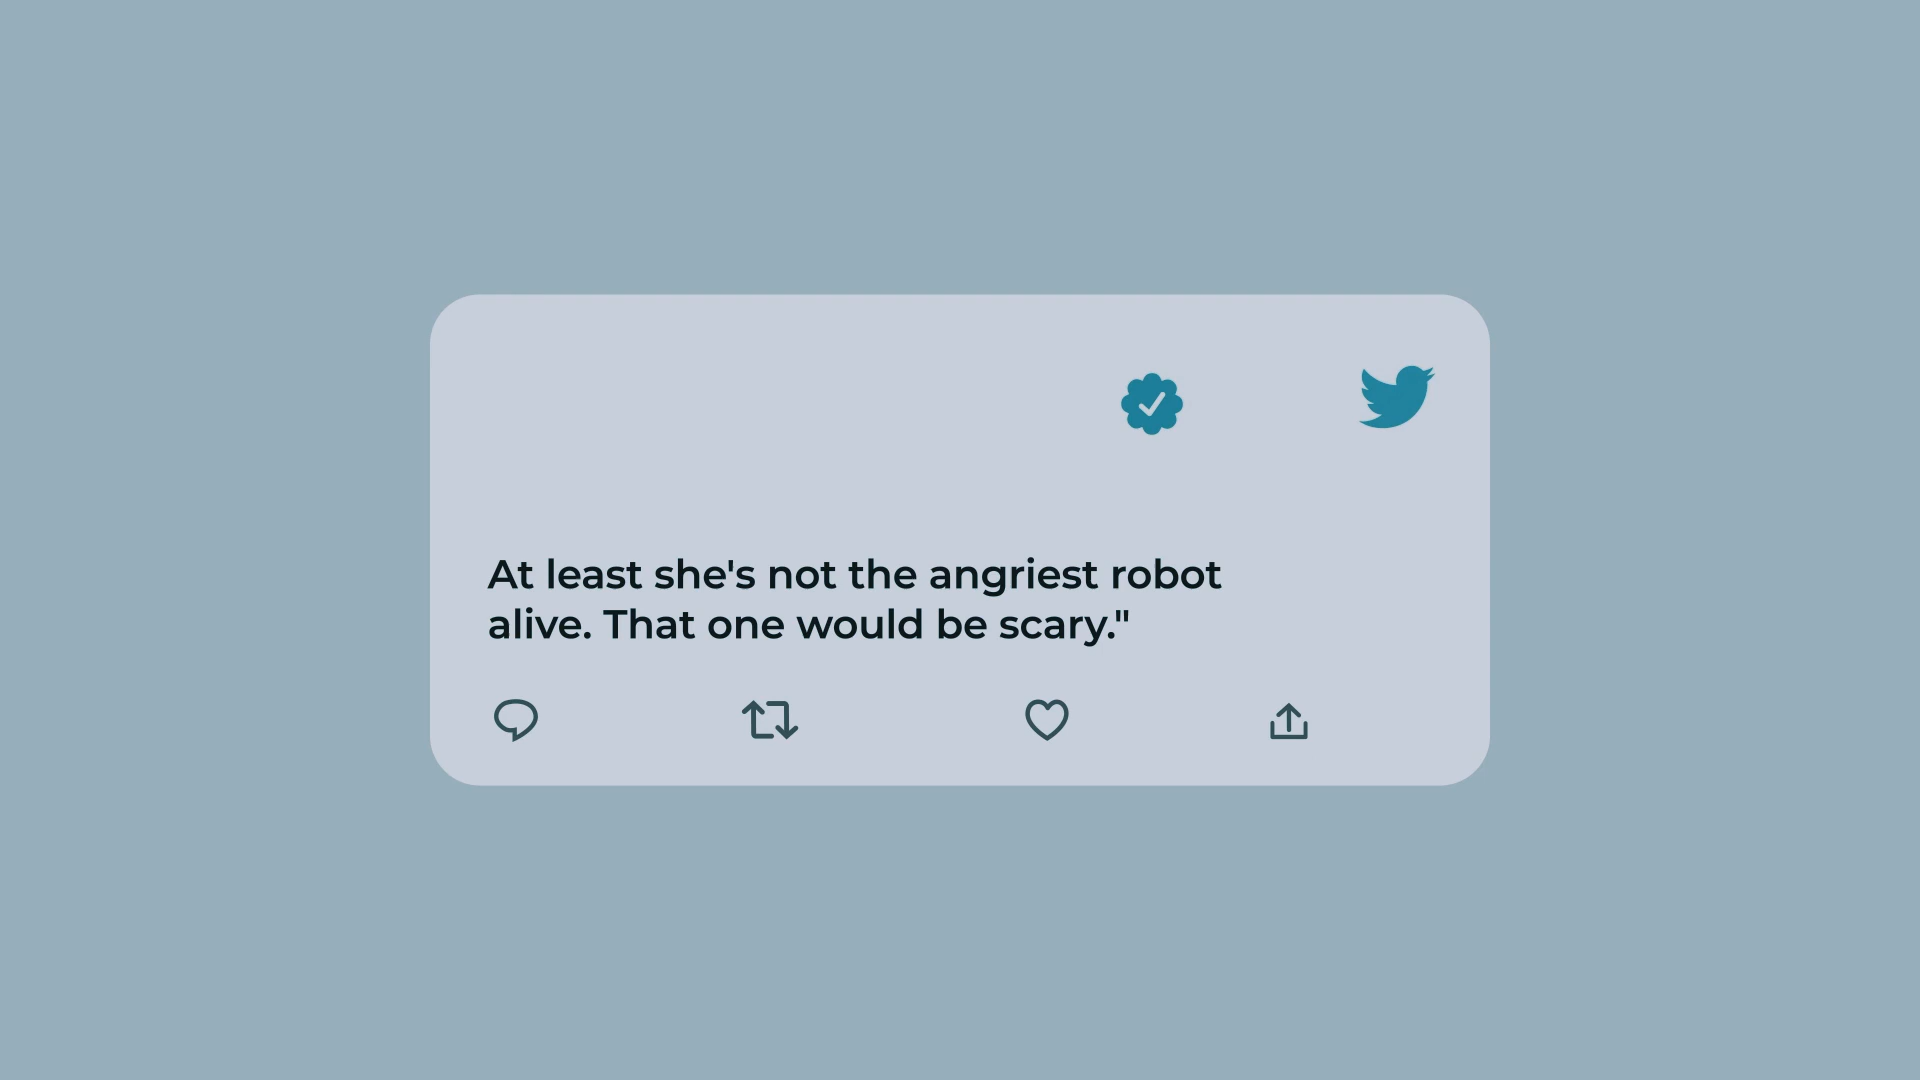 At least she's not the angriest robot
alive. That one would be scary."